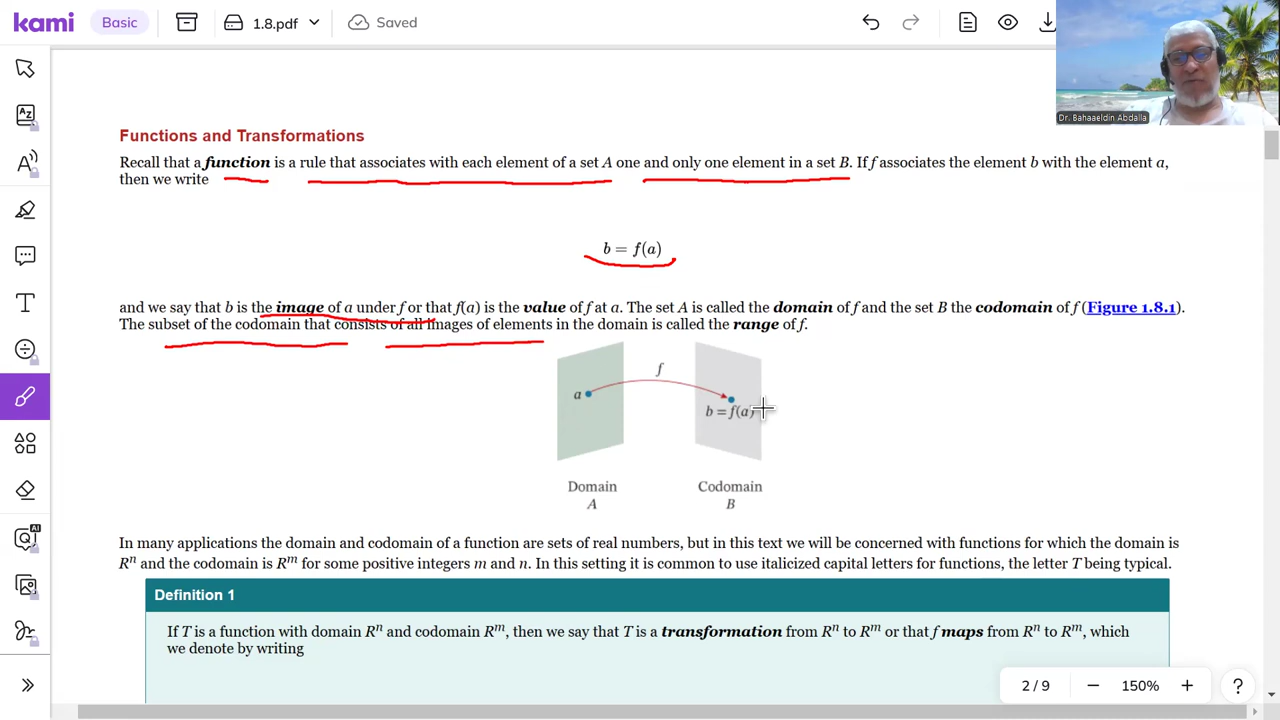 kami Basic 1.8.pdf Saved
Dr. Bahaaeldin Abdalla
Functions and Transformations
Recall that a function is a rule that associates with each element of a set A one and only one element in a set B. If f associates the element b with the element a,
then we write
b = f(a)
and we say that b is the image of a under f or that f(a) is the value of f at a. The set A is called the domain of f and the set B the codomain of f (Figure 1.8.1).
The subset of the codomain that consists of all images of elements in the domain is called the range of f.
f
a
b = f(a)
Domain Codomain
A B
In many applications the domain and codomain of a function are sets of real numbers, but in this text we will be concerned with functions for which the domain is
Rⁿ and the codomain is Rᵐ for some positive integers m and n. In this setting it is common to use italicized capital letters for functions, the letter T being typical.
Definition 1
If T is a function with domain Rⁿ and codomain Rᵐ, then we say that T is a transformation from Rⁿ to Rᵐ or that f maps from Rⁿ to Rᵐ, which
we denote by writing
2 / 9 − 150% + ?